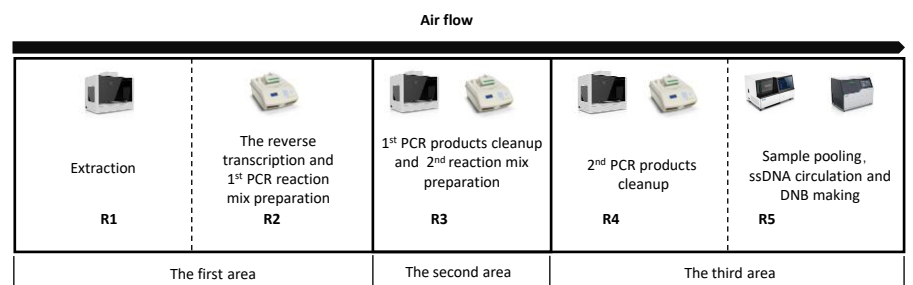 Air flow
Extraction
R1
The reverse
transcription and
1st PCR reaction
mix preparation
R2
1st PCR products cleanup
and 2nd reaction mix
preparation
R3
2nd PCR products
cleanup
R4
Sample pooling,
ssDNA circulation and
DNB making
R5
The first area
The second area
The third area